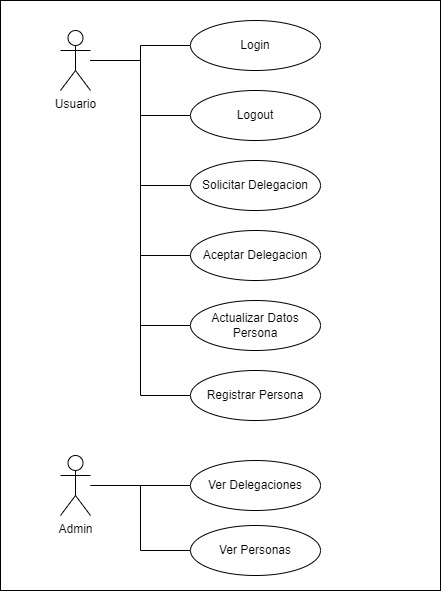 Login
Usuario
Logout
Solicitar Delegacion
Aceptar Delegacion
Actualizar Datos
Persona
Registrar Persona
Ver Delegaciones
Admin
Ver Personas